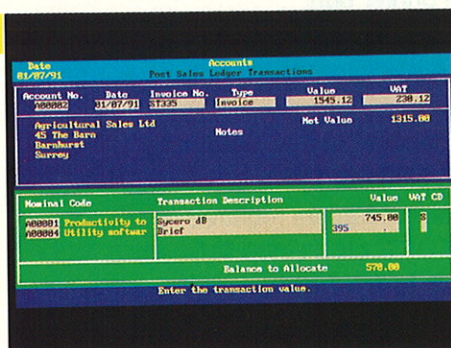 Date Accounts
01/07/91 Post Sales Ledger Transactions
Account No. Date Invoice No. Type Value VAT
A00002 01/07/91 ST335 Invoice 1545.12 230.12
Agricultural Sales Ltd Net Value 1315.00
45 The Barn Notes
Barnhurst
Surrey
Nominal Code Transaction Description Value VAT CD
A00001 Productivity to Sycero dB 745.00 S
A00004 Utility softwar Brief 395 .
Balance to Allocate 570.00
Enter the transaction value.